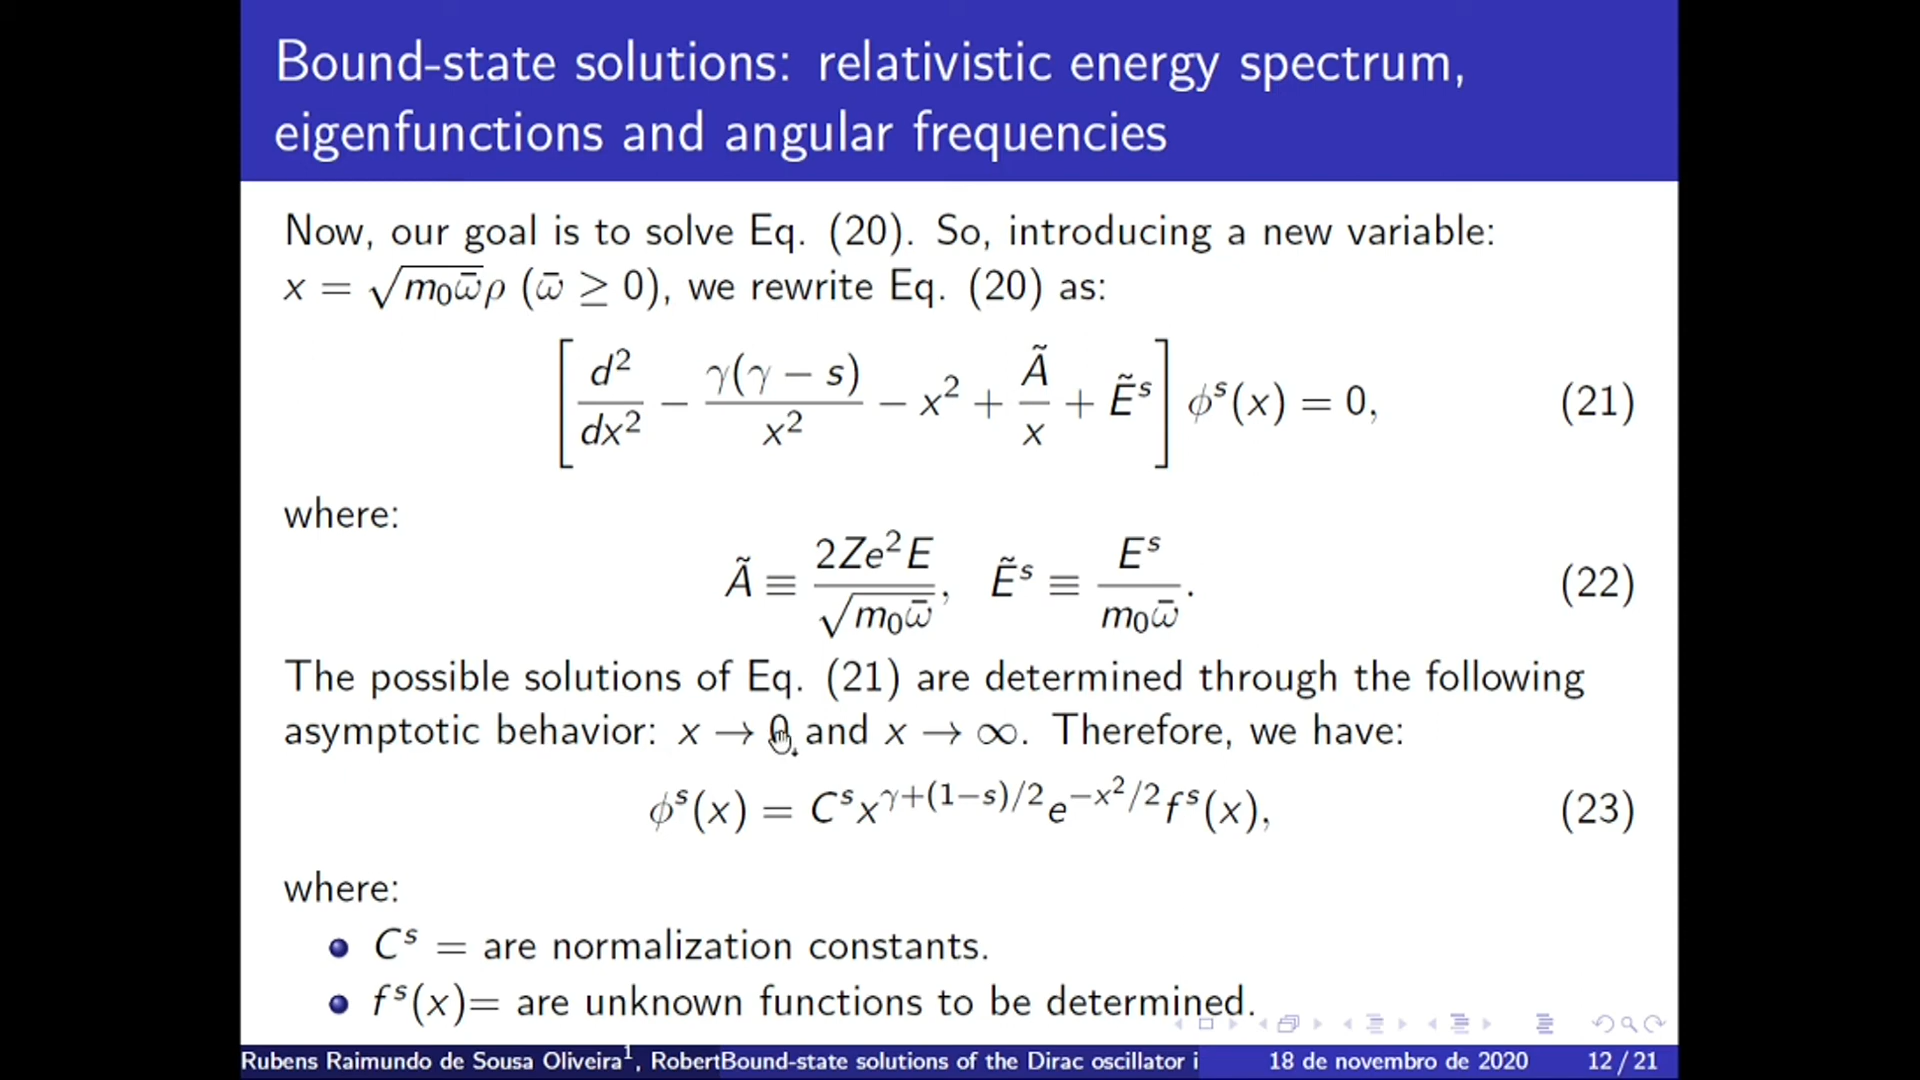 Bound-state solutions: relativistic energy spectrum,
eigenfunctions and angular frequencies
Now, our goal is to solve Eq. (20). So, introducing a new variable:
x = √(m₀ω̄)ρ (ω̄ ≥ 0), we rewrite Eq. (20) as:
[d²/dx² − γ(γ − s)/x² − x² + Ã/x + Ẽˢ] ϕˢ(x) = 0, (21)
where:
Ã ≡ 2Ze²E/√(m₀ω̄), Ẽˢ ≡ Eˢ/(m₀ω̄). (22)
The possible solutions of Eq. (21) are determined through the following
asymptotic behavior: x → 0 and x → ∞. Therefore, we have:
ϕˢ(x) = Cˢx^{γ+(1−s)/2}e^{−x²/2}fˢ(x), (23)
where:
Cˢ = are normalization constants.
fˢ(x)= are unknown functions to be determined.
Rubens Raimundo de Sousa Oliveira¹, Robert Bound-state solutions of the Dirac oscillator i 18 de novembro de 2020 12 / 21